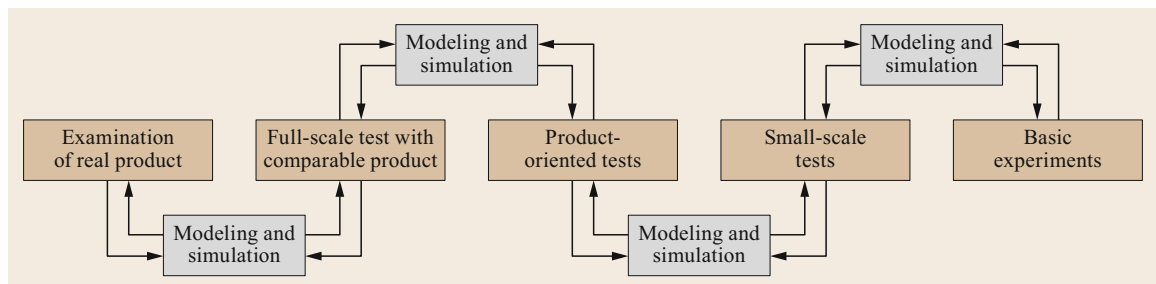 Modeling and
simulation
Modeling and
simulation
Examination
of real product
Full-scale test with
comparable product
Product-
oriented tests
Small-scale
tests
Basic
experiments
Modeling and
simulation
Modeling and
simulation